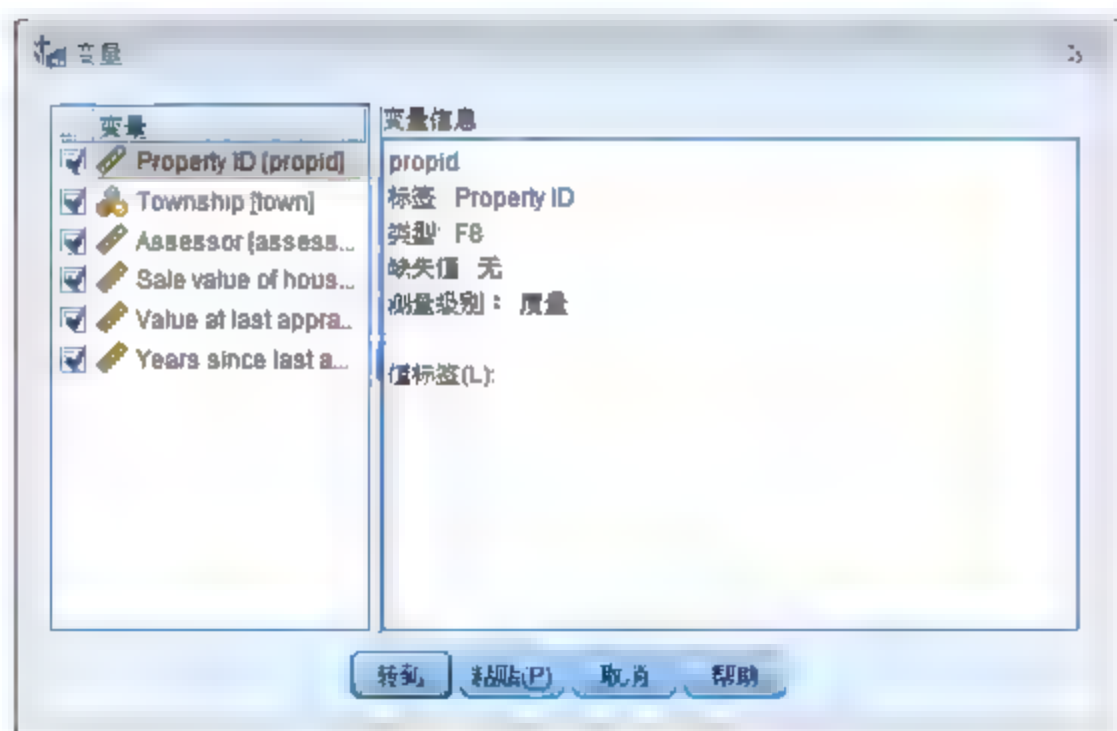 变量
变量
Property ID [propid]
Township [town]
Assessor [assess...
Sale value of hous...
Value at last appra...
Years since last a...
变量信息
propid
标签: Property ID
类型: F8
缺失值: 无
测量级别: 度量
值标签(L):
转到 粘贴(P) 取消 帮助